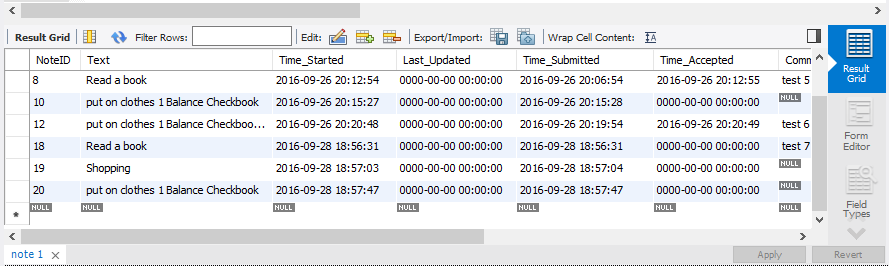 Result Grid Filter Rows: Edit: Export/Import: Wrap Cell Content: IA
NoteID Text Time_Started Last_Updated Time_Submitted Time_Accepted Comm
8 Read a book 2016-09-26 20:12:54 0000-00-00 00:00:00 2016-09-26 20:06:54 2016-09-26 20:12:55 test 5
10 put on clothes 1 Balance Checkbook 2016-09-26 20:15:27 0000-00-00 00:00:00 2016-09-26 20:15:28 0000-00-00 00:00:00 NULL
12 put on clothes 1 Balance Checkboo... 2016-09-26 20:20:48 0000-00-00 00:00:00 2016-09-26 20:19:54 2016-09-26 20:20:49 test 6
18 Read a book 2016-09-28 18:56:31 0000-00-00 00:00:00 2016-09-28 18:56:31 0000-00-00 00:00:00 test 7
19 Shopping 2016-09-28 18:57:03 0000-00-00 00:00:00 2016-09-28 18:57:04 0000-00-00 00:00:00 NULL
20 put on clothes 1 Balance Checkbook 2016-09-28 18:57:47 0000-00-00 00:00:00 2016-09-28 18:57:47 0000-00-00 00:00:00 NULL
* NULL NULL NULL NULL NULL NULL NULL
Result
Grid
Form
Editor
Field
Types
note 1 Apply Revert